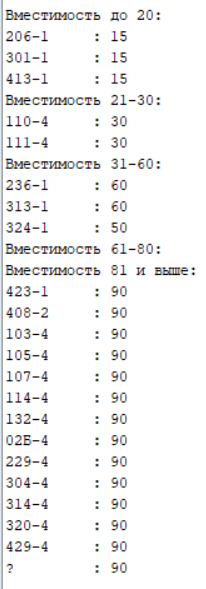 Вместимость до 20:
206-1 : 15
301-1 : 15
413-1 : 15
Вместимость 21-30:
110-4 : 30
111-4 : 30
Вместимость 31-60:
236-1 : 60
313-1 : 60
324-1 : 50
Вместимость 61-80:
Вместимость 81 и выше:
423-1 : 90
408-2 : 90
103-4 : 90
105-4 : 90
107-4 : 90
114-4 : 90
132-4 : 90
02Б-4 : 90
229-4 : 90
304-4 : 90
314-4 : 90
320-4 : 90
429-4 : 90
? : 90